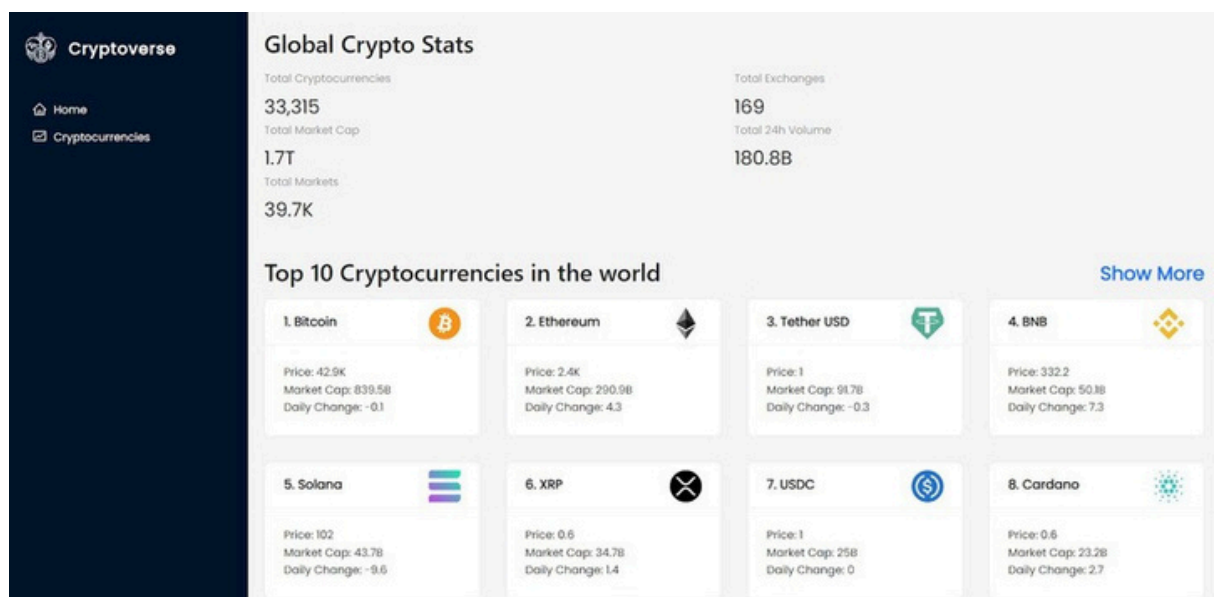 Cryptoverse
Home
Cryptocurrencies
Global Crypto Stats
Total Cryptocurrencies
33,315
Total Exchanges
169
Total Market Cap
1.7T
Total 24h Volume
180.8B
Total Markets
39.7K
Top 10 Cryptocurrencies in the world
Show More
1. Bitcoin
Price: 42.9K
Market Cap: 839.5B
Daily Change: -0.1
2. Ethereum
Price: 2.4K
Market Cap: 290.9B
Daily Change: 4.3
3. Tether USD
Price: 1
Market Cap: 91.7B
Daily Change: -0.3
4. BNB
Price: 332.2
Market Cap: 50.1B
Daily Change: 7.3
5. Solana
Price: 102
Market Cap: 43.7B
Daily Change: -9.6
6. XRP
Price: 0.6
Market Cap: 34.7B
Daily Change: 1.4
7. USDC
Price: 1
Market Cap: 25B
Daily Change: 0
8. Cardano
Price: 0.6
Market Cap: 23.2B
Daily Change: 2.7